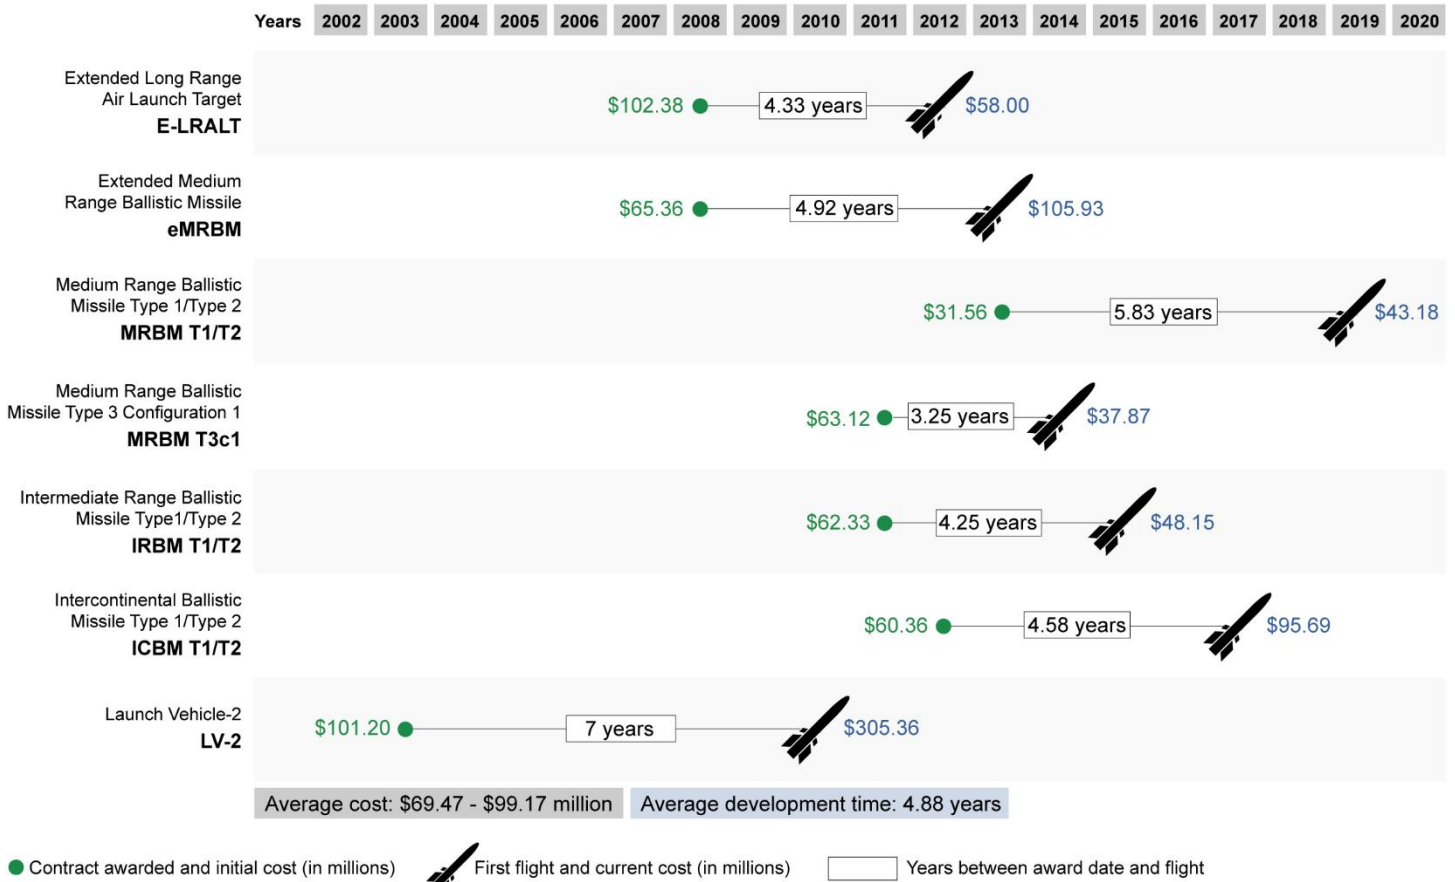 Years 2002 2003 2004 2005 2006 2007 2008 2009 2010 2011 2012 2013 2014 2015 2016 2017 2018 2019 2020
Extended Long Range
Air Launch Target
E-LRALT
$102.38 4.33 years $58.00
Extended Medium
Range Ballistic Missile
eMRBM
$65.36 4.92 years $105.93
Medium Range Ballistic
Missile Type 1/Type 2
MRBM T1/T2
$31.56 5.83 years $43.18
Medium Range Ballistic
Missile Type 3 Configuration 1
MRBM T3c1
$63.12 3.25 years $37.87
Intermediate Range Ballistic
Missile Type1/Type 2
IRBM T1/T2
$62.33 4.25 years $48.15
Intercontinental Ballistic
Missile Type 1/Type 2
ICBM T1/T2
$60.36 4.58 years $95.69
Launch Vehicle-2
LV-2
$101.20 7 years $305.36
Average cost: $69.47 - $99.17 million Average development time: 4.88 years
Contract awarded and initial cost (in millions) First flight and current cost (in millions) Years between award date and flight